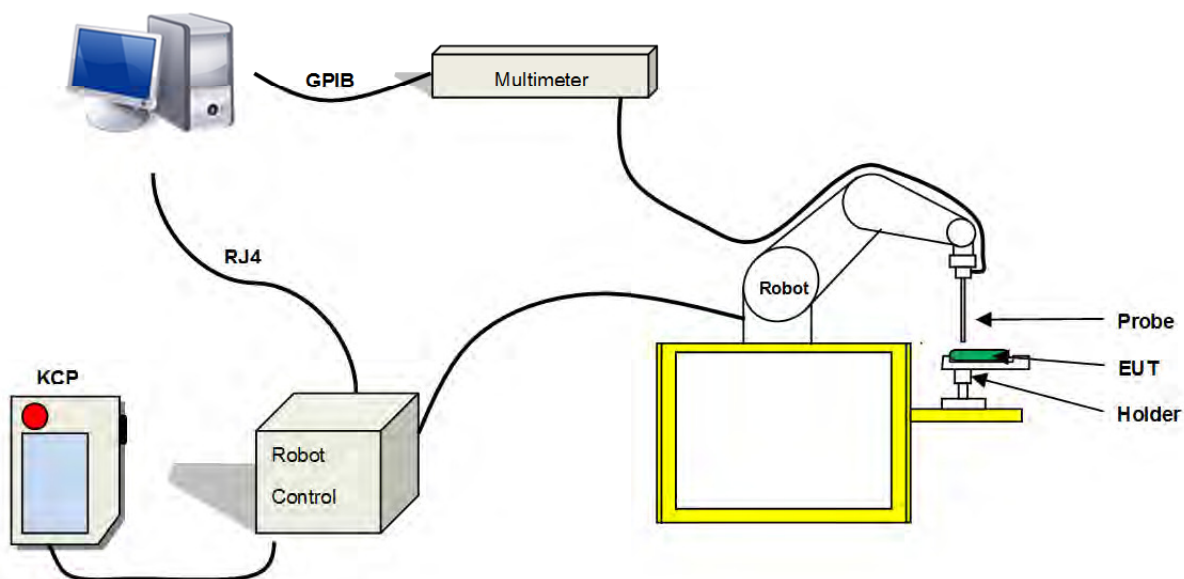 GPIB
Multimeter
RJ4
Robot
Probe
EUT
Holder
KCP
Robot
Control